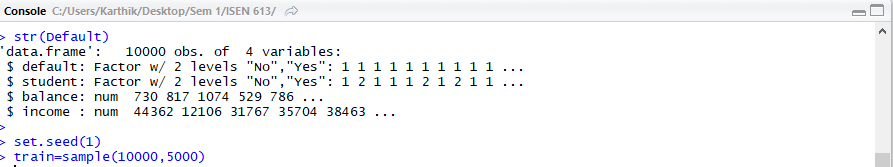 Console C:/Users/Karthik/Desktop/Sem 1/ISEN 613/
> str(Default)
'data.frame': 10000 obs. of 4 variables:
$ default: Factor w/ 2 levels "No","Yes": 1 1 1 1 1 1 1 1 1 1 ...
$ student: Factor w/ 2 levels "No","Yes": 1 2 1 1 1 2 1 2 1 1 ...
$ balance: num 730 817 1074 529 786 ...
$ income : num 44362 12106 31767 35704 38463 ...
>
> set.seed(1)
> train=sample(10000,5000)